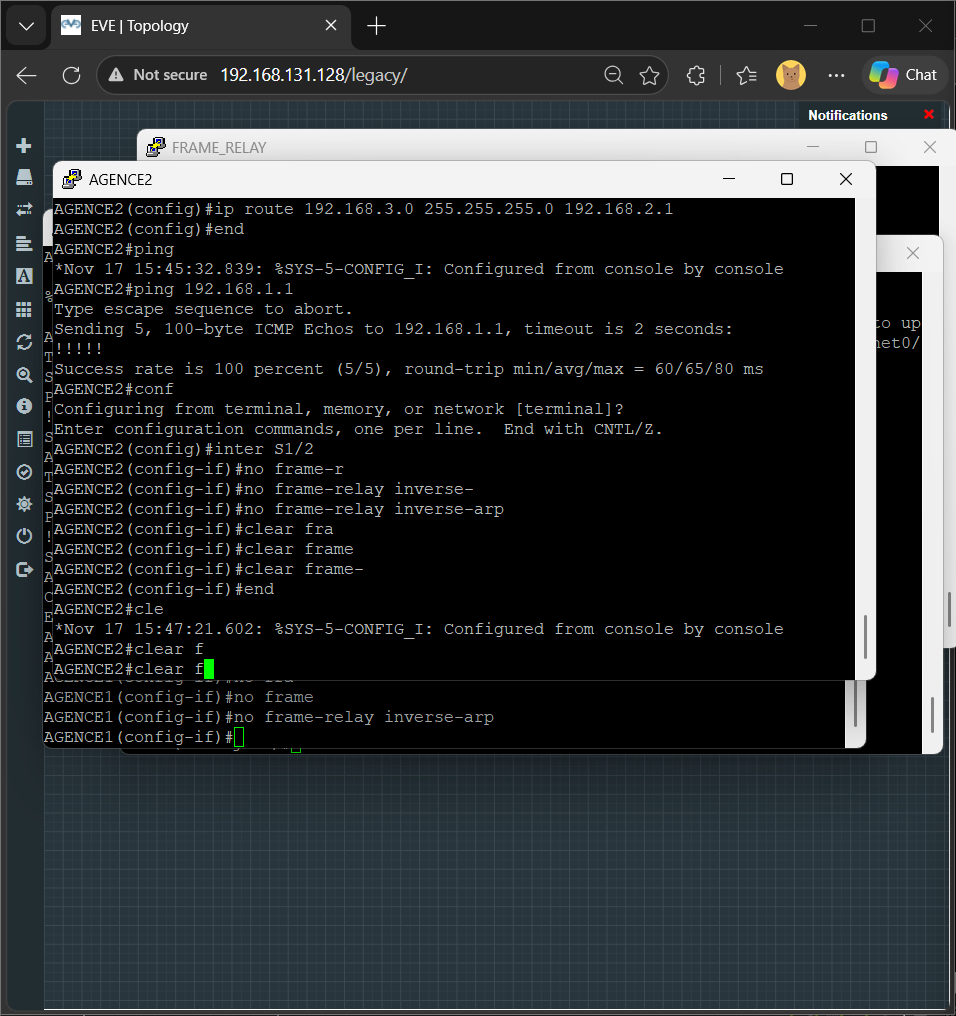 EVE | Topology
Not secure 192.168.131.128/legacy/
Chat
Notifications
FRAME_RELAY
AGENCE2
AGENCE2(config)#ip route 192.168.3.0 255.255.255.0 192.168.2.1
AGENCE2(config)#end
AGENCE2#ping
*Nov 17 15:45:32.839: %SYS-5-CONFIG_I: Configured from console by console
AGENCE2#ping 192.168.1.1
Type escape sequence to abort.
Sending 5, 100-byte ICMP Echos to 192.168.1.1, timeout is 2 seconds:
!!!!!
Success rate is 100 percent (5/5), round-trip min/avg/max = 60/65/80 ms
AGENCE2#conf
Configuring from terminal, memory, or network [terminal]?
Enter configuration commands, one per line.  End with CNTL/Z.
AGENCE2(config)#inter S1/2
AGENCE2(config-if)#no frame-r
AGENCE2(config-if)#no frame-relay inverse-
AGENCE2(config-if)#no frame-relay inverse-arp
AGENCE2(config-if)#clear fra
AGENCE2(config-if)#clear frame
AGENCE2(config-if)#clear frame-
AGENCE2(config-if)#end
AGENCE2#cle
*Nov 17 15:47:21.602: %SYS-5-CONFIG_I: Configured from console by console
AGENCE2#clear f
AGENCE2#clear f
to up
net0/
AGENCE1(config-if)#no frame
AGENCE1(config-if)#no frame-relay inverse-arp
AGENCE1(config-if)#